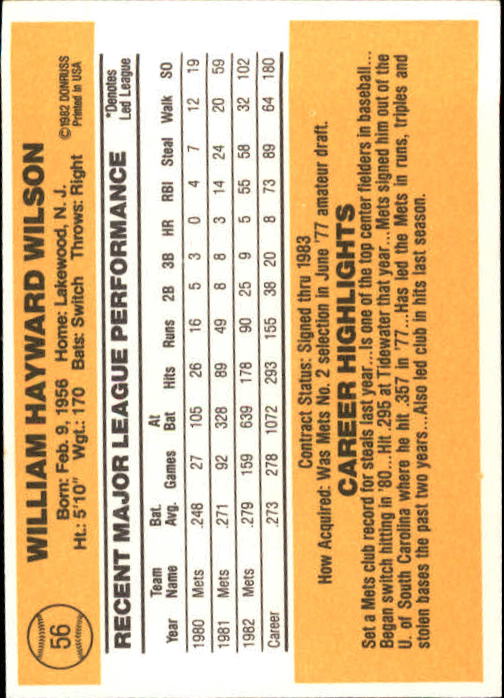 56
WILLIAM HAYWARD WILSON
Born: Feb. 9, 1956 Home: Lakewood, N. J.
Ht.: 5'10" Wgt.: 170 Bats: Switch Throws: Right
©1982 DONRUSS
Printed in USA
RECENT MAJOR LEAGUE PERFORMANCE
*Denotes
Led League
Year Team Name Bat. Avg. Games At Bat Hits Runs 2B 3B HR RBI Steal Walk SO
1980 Mets .248 27 105 26 16 5 3 0 4 7 12 19
1981 Mets .271 92 328 89 49 8 8 3 14 24 20 59
1982 Mets .279 159 639 178 90 25 9 5 55 58 32 102
Career .273 278 1072 293 155 38 20 8 73 89 64 180
Contract Status: Signed thru 1983
How Acquired: Was Mets No. 2 selection in June '77 amateur draft.
CAREER HIGHLIGHTS
Set a Mets club record for steals last year...Is one of the top center fielders in baseball...
Began switch hitting in '80...Hit .295 at Tidewater that year...Mets signed him out of the
U. of South Carolina where he hit .357 in '77...Has led the Mets in runs, triples and
stolen bases the past two years...Also led club in hits last season.